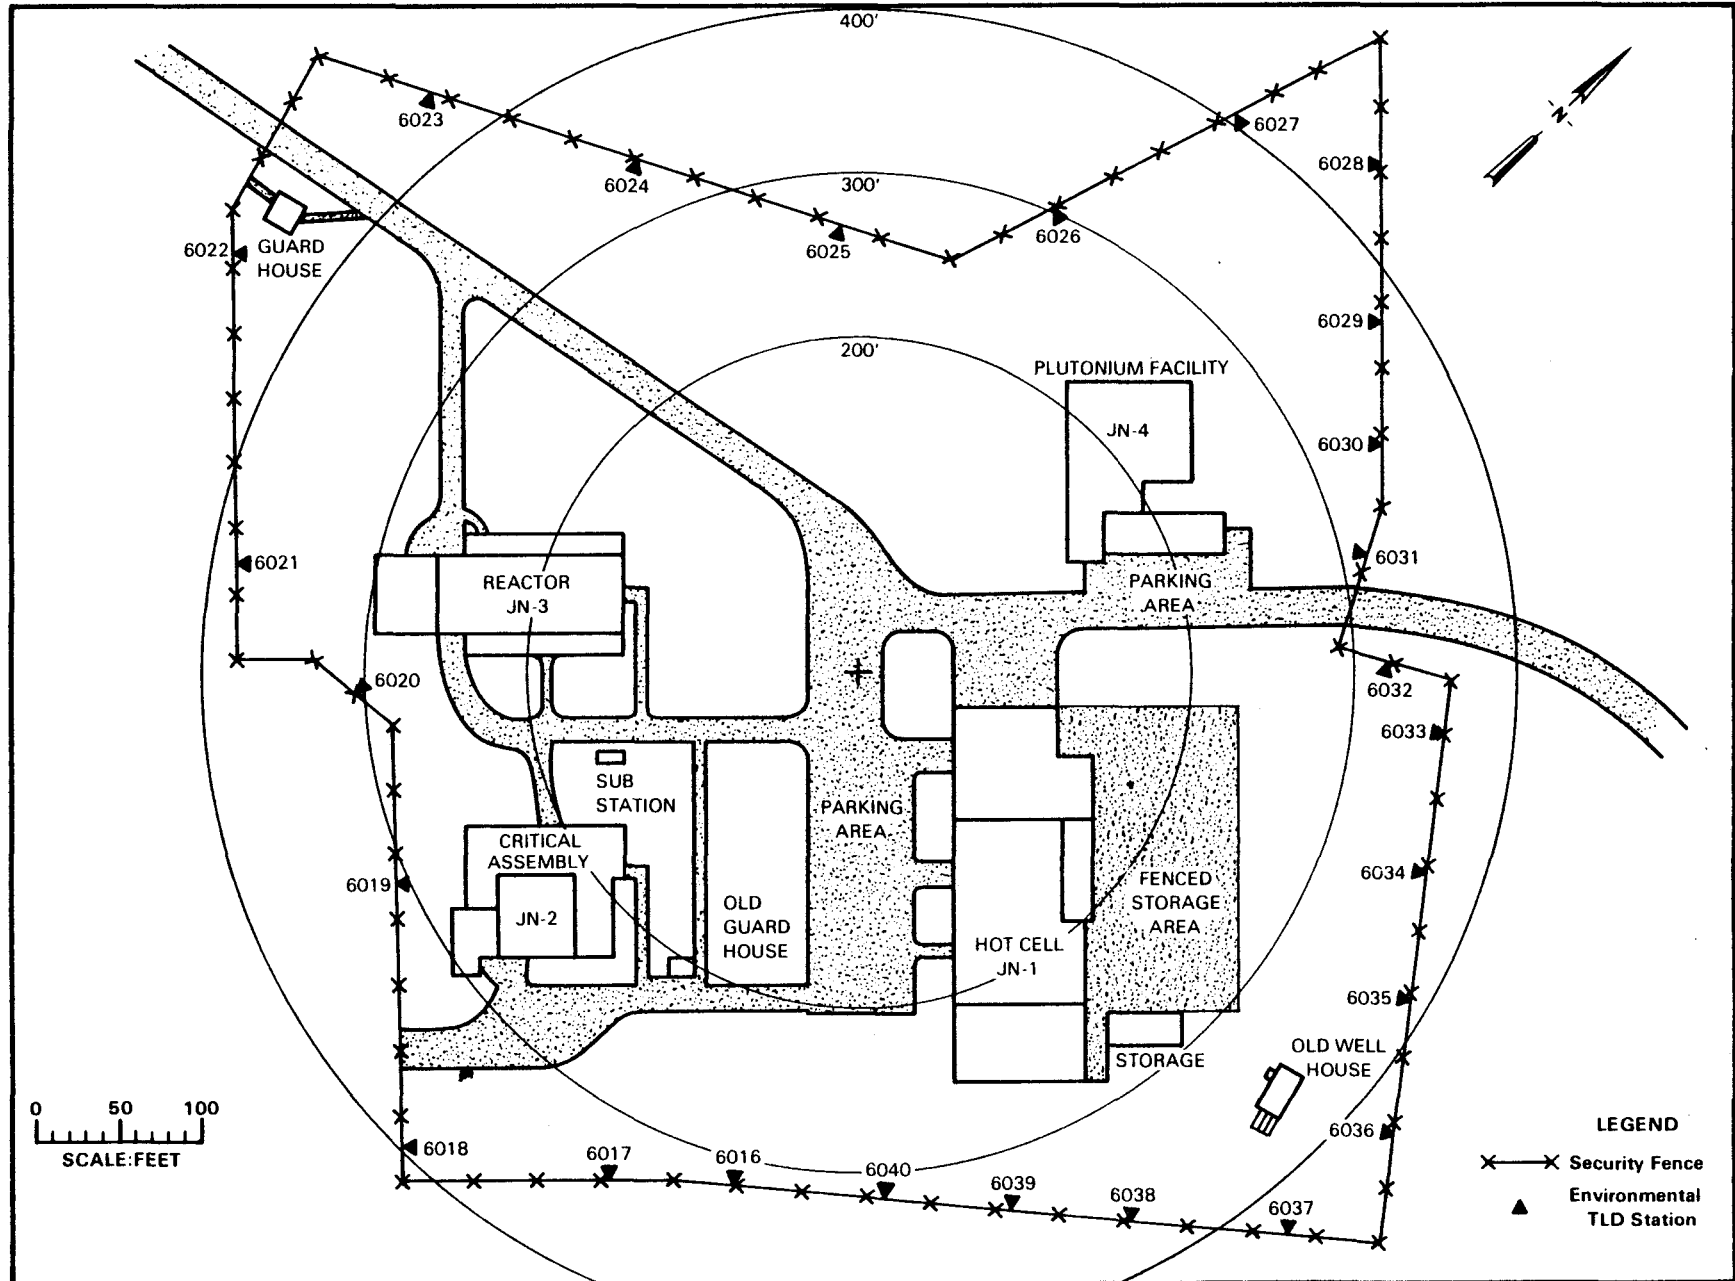 400'
300'
200'
N
6023
6024
6025
6026
6027
6028
6029
6030
6031
6032
6033
6034
6035
6036
6037
6038
6039
6040
6016
6017
6018
6019
6020
6021
6022
GUARD
HOUSE
PLUTONIUM FACILITY
JN-4
PARKING
AREA
REACTOR
JN-3
SUB
STATION
CRITICAL
ASSEMBLY
JN-2
OLD
GUARD
HOUSE
PARKING
AREA
HOT CELL
JN-1
FENCED
STORAGE
AREA
STORAGE
OLD WELL
HOUSE
0 50 100
SCALE:FEET
LEGEND
Security Fence
Environmental
TLD Station